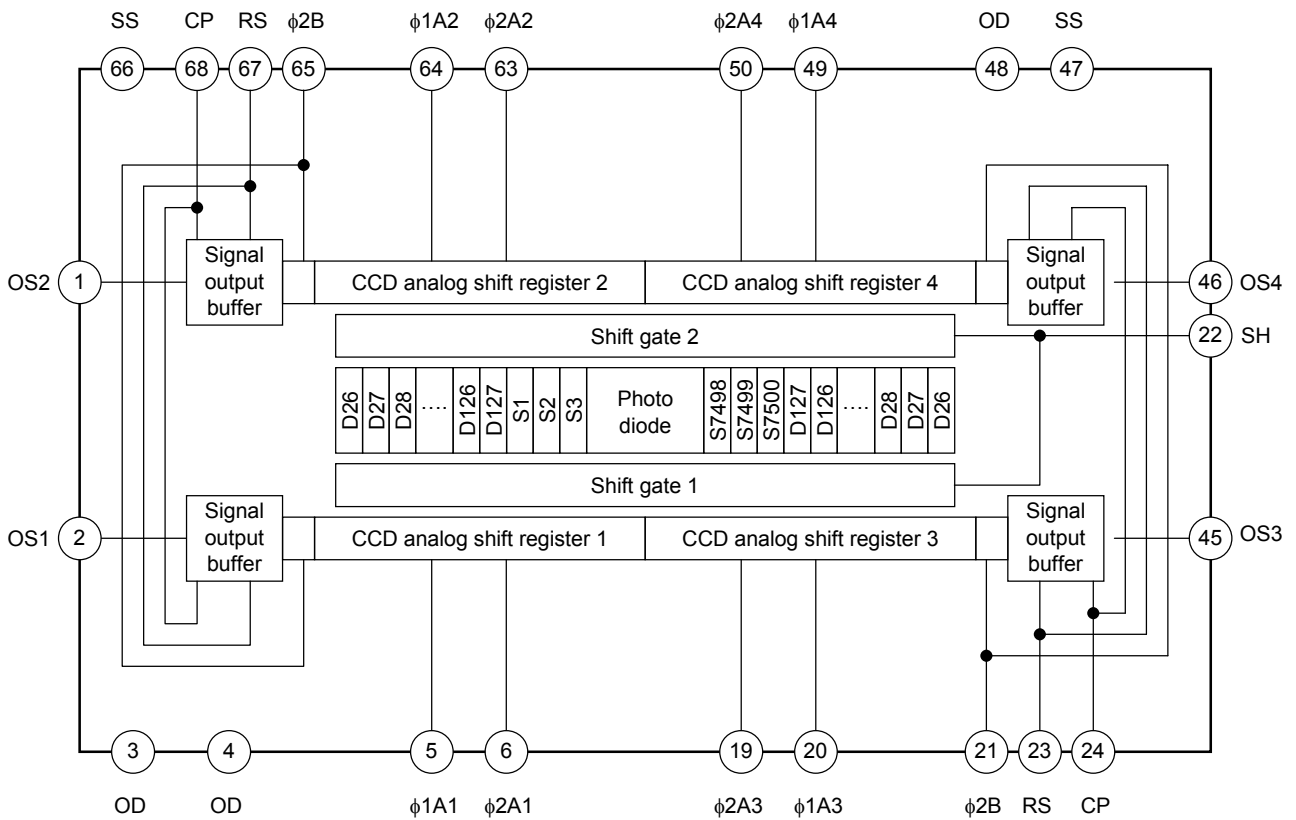 SS CP RS ϕ2B ϕ1A2 ϕ2A2 ϕ2A4 ϕ1A4 OD SS
66 68 67 65 64 63 50 49 48 47
Signal output buffer
Signal output buffer
OS2 1 CCD analog shift register 2 CCD analog shift register 4 46 OS4
Shift gate 2 22 SH
D26 D27 D28 .... D126 D127 S1 S2 S3 Photo diode S7498 S7499 S7500 D127 D126 .... D28 D27 D26
Shift gate 1
Signal output buffer
Signal output buffer
OS1 2 CCD analog shift register 1 CCD analog shift register 3 45 OS3
3 4 5 6 19 20 21 23 24
OD OD ϕ1A1 ϕ2A1 ϕ2A3 ϕ1A3 ϕ2B RS CP